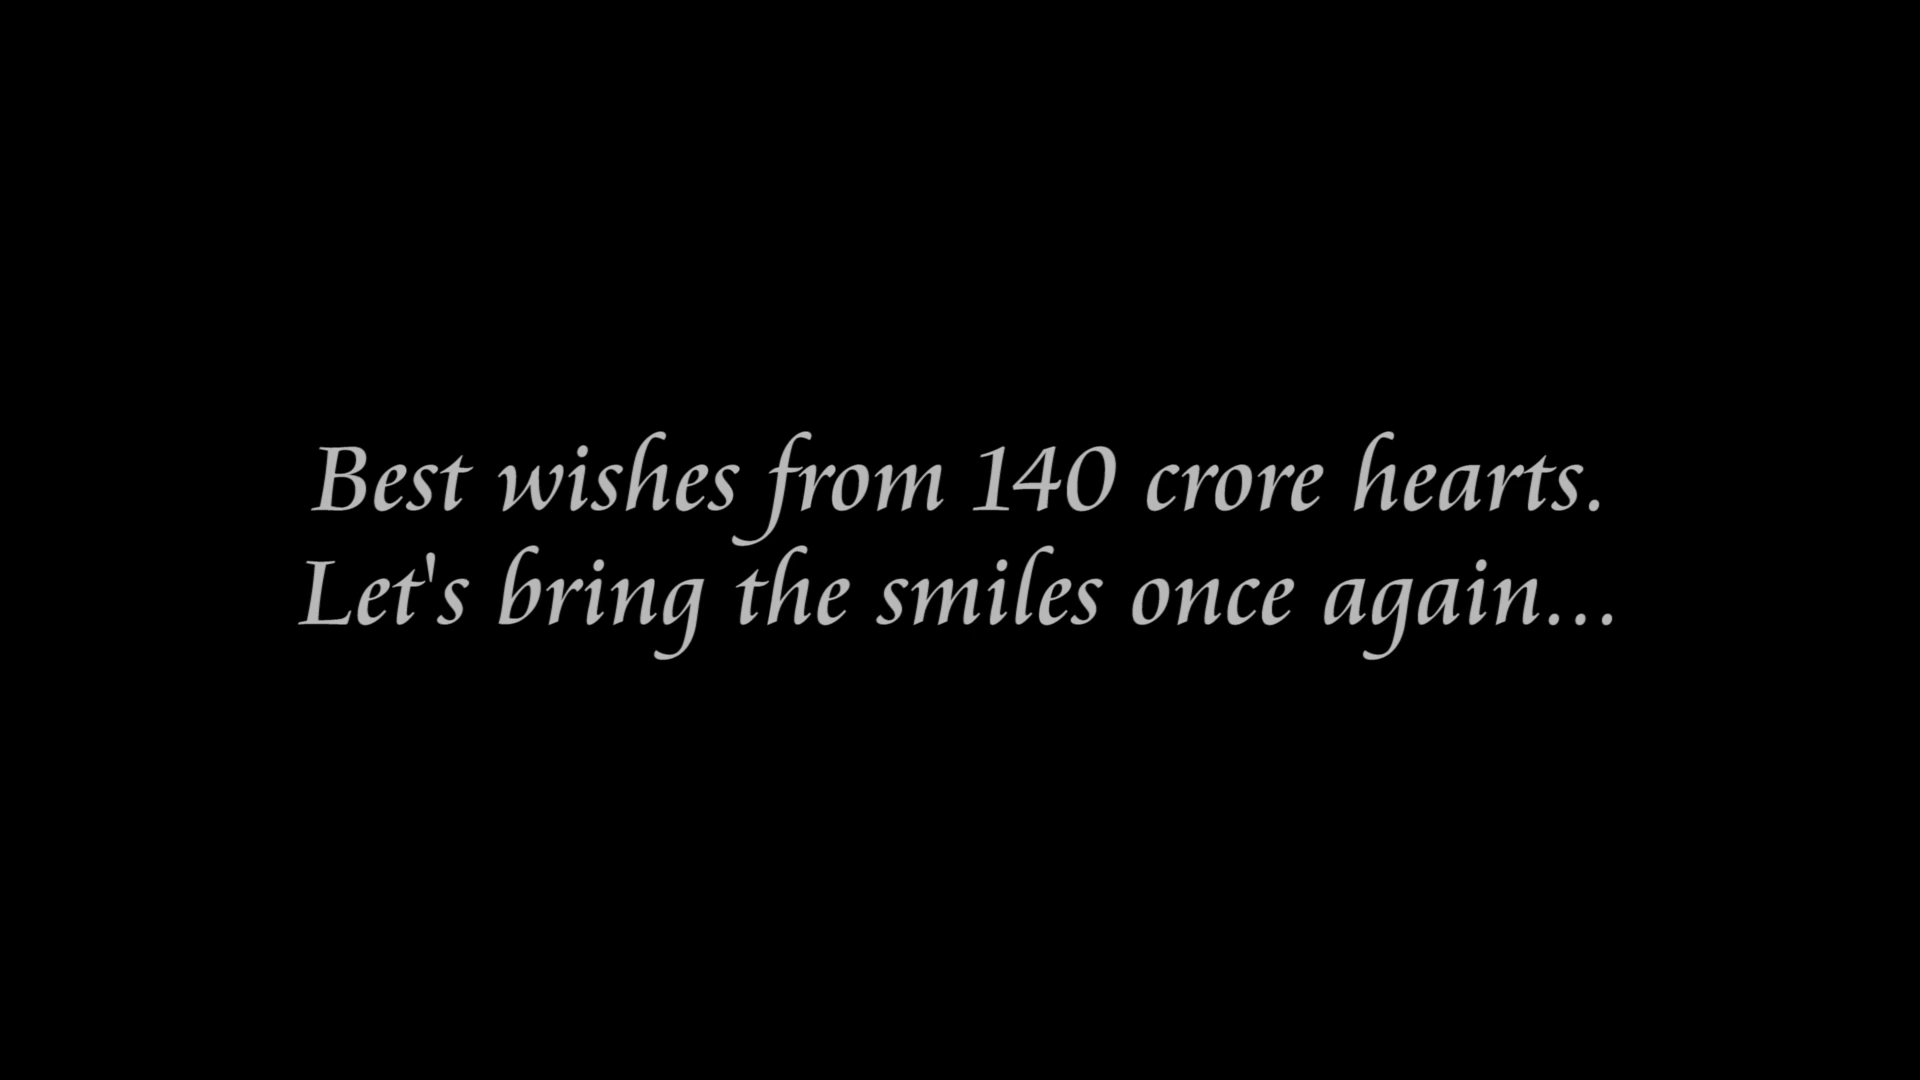 Best wishes from 140 crore hearts.
Let's bring the smiles once again...